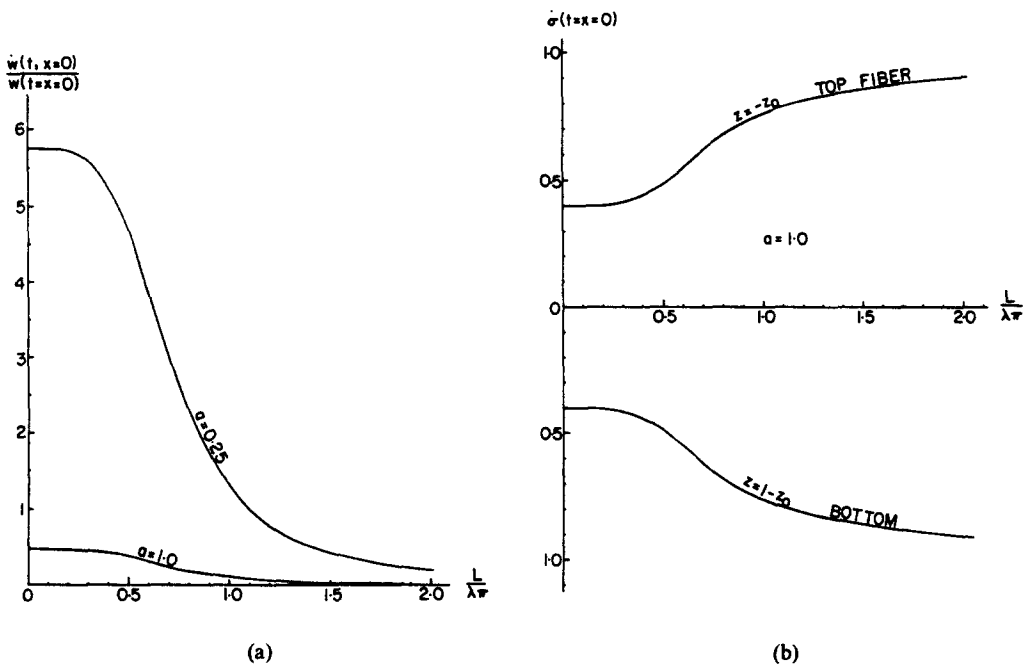 ẇ(t, x=0)
w(t=x=0)
6
5
4
3
2
1
0
0·5
1·0
1·5
2·0
L
λπ
a=0·25
a=1·0
(a)
σ̇(t=x=0)
1·0
0·5
0
0·5
1·0
0·5
1·0
1·5
2·0
L
λπ
z=-z₀
TOP FIBER
a=1·0
z=1-z₀
BOTTOM
(b)